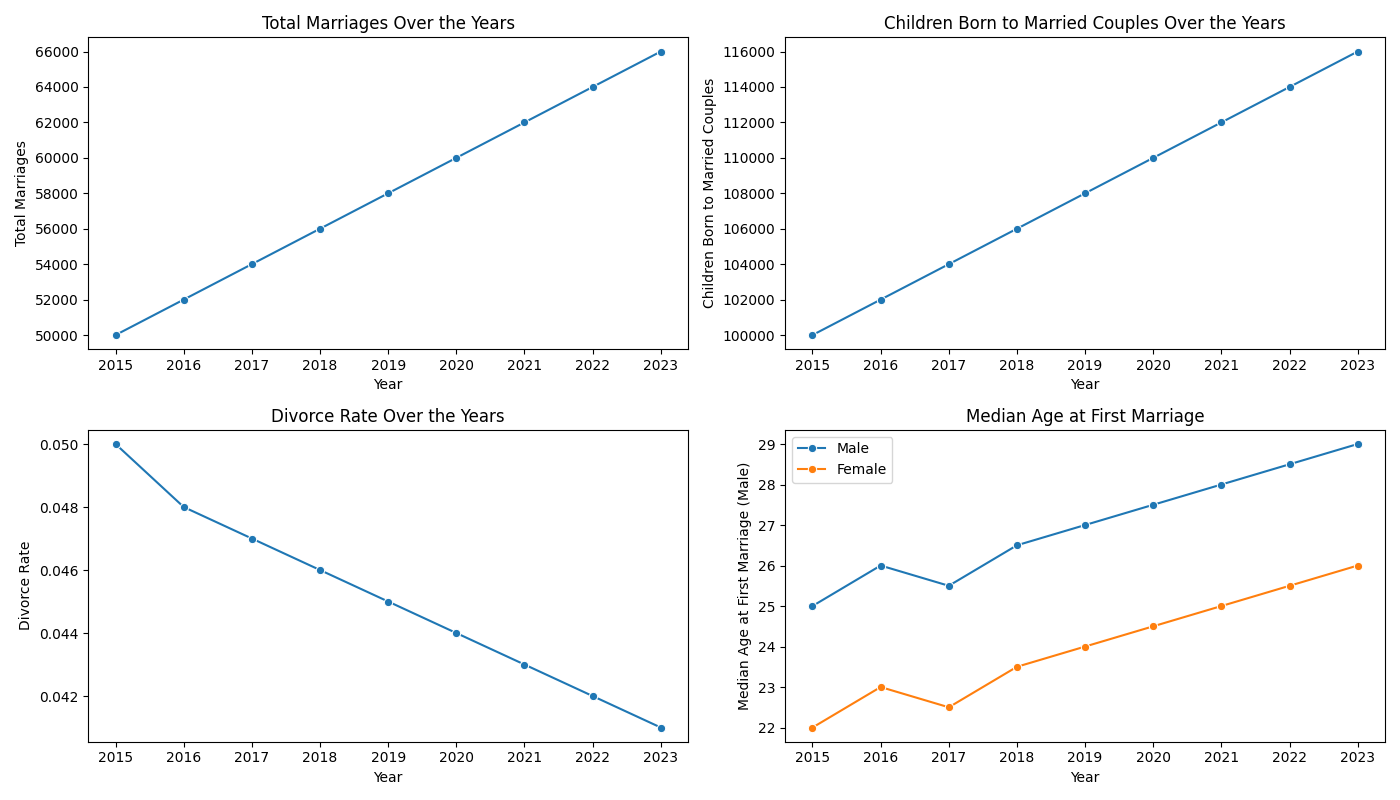 Total Marriages Over the Years
Total Marriages
66000
64000
62000
60000
58000
56000
54000
52000
50000
2015 2016 2017 2018 2019 2020 2021 2022 2023
Year
Children Born to Married Couples Over the Years
Children Born to Married Couples
116000
114000
112000
110000
108000
106000
104000
102000
100000
2015 2016 2017 2018 2019 2020 2021 2022 2023
Year
Divorce Rate Over the Years
Divorce Rate
0.050
0.048
0.046
0.044
0.042
2015 2016 2017 2018 2019 2020 2021 2022 2023
Year
Median Age at First Marriage
Median Age at First Marriage (Male)
Male
Female
29
28
27
26
25
24
23
22
2015 2016 2017 2018 2019 2020 2021 2022 2023
Year